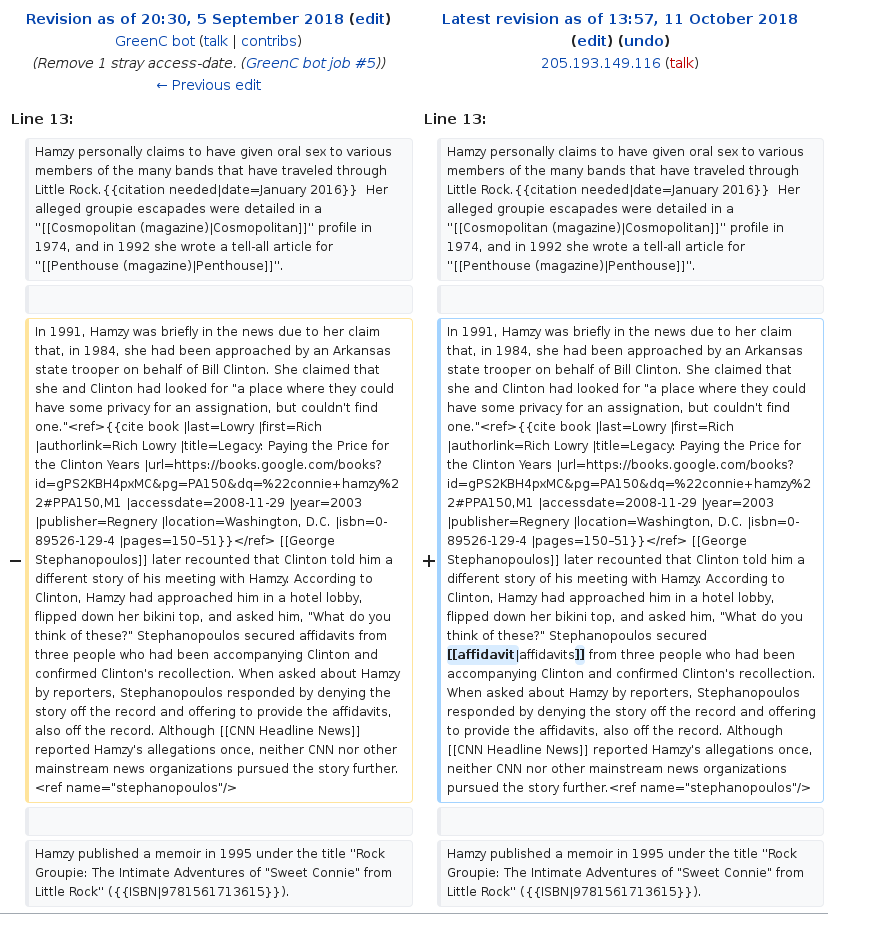 Revision as of 20:30, 5 September 2018 (edit)
GreenC bot (talk | contribs)
(Remove 1 stray access-date. (GreenC bot job #5))
← Previous edit
Latest revision as of 13:57, 11 October 2018
(edit) (undo)
205.193.149.116 (talk)
Line 13:
Line 13:
Hamzy personally claims to have given oral sex to various
members of the many bands that have traveled through
Little Rock.{{citation needed|date=January 2016}}  Her
alleged groupie escapades were detailed in a
''[[Cosmopolitan (magazine)|Cosmopolitan]]'' profile in
1974, and in 1992 she wrote a tell-all article for
''[[Penthouse (magazine)|Penthouse]]''.
Hamzy personally claims to have given oral sex to various
members of the many bands that have traveled through
Little Rock.{{citation needed|date=January 2016}}  Her
alleged groupie escapades were detailed in a
''[[Cosmopolitan (magazine)|Cosmopolitan]]'' profile in
1974, and in 1992 she wrote a tell-all article for
''[[Penthouse (magazine)|Penthouse]]''.
−
In 1991, Hamzy was briefly in the news due to her claim
that, in 1984, she had been approached by an Arkansas
state trooper on behalf of Bill Clinton. She claimed that
she and Clinton had looked for "a place where they could
have some privacy for an assignation, but couldn't find
one."<ref>{{cite book |last=Lowry |first=Rich
|authorlink=Rich Lowry |title=Legacy: Paying the Price for
the Clinton Years |url=https://books.google.com/books?
id=gPS2KBH4pxMC&pg=PA150&dq=%22connie+hamzy%2
2#PPA150,M1 |accessdate=2008-11-29 |year=2003
|publisher=Regnery |location=Washington, D.C. |isbn=0-
89526-129-4 |pages=150–51}}</ref> [[George
Stephanopoulos]] later recounted that Clinton told him a
different story of his meeting with Hamzy. According to
Clinton, Hamzy had approached him in a hotel lobby,
flipped down her bikini top, and asked him, "What do you
think of these?" Stephanopoulos secured affidavits from
three people who had been accompanying Clinton and
confirmed Clinton's recollection. When asked about Hamzy
by reporters, Stephanopoulos responded by denying the
story off the record and offering to provide the affidavits,
also off the record. Although [[CNN Headline News]]
reported Hamzy's allegations once, neither CNN nor other
mainstream news organizations pursued the story further.
<ref name="stephanopoulos"/>
+
In 1991, Hamzy was briefly in the news due to her claim
that, in 1984, she had been approached by an Arkansas
state trooper on behalf of Bill Clinton. She claimed that
she and Clinton had looked for "a place where they could
have some privacy for an assignation, but couldn't find
one."<ref>{{cite book |last=Lowry |first=Rich
|authorlink=Rich Lowry |title=Legacy: Paying the Price for
the Clinton Years |url=https://books.google.com/books?
id=gPS2KBH4pxMC&pg=PA150&dq=%22connie+hamzy%2
2#PPA150,M1 |accessdate=2008-11-29 |year=2003
|publisher=Regnery |location=Washington, D.C. |isbn=0-
89526-129-4 |pages=150–51}}</ref> [[George
Stephanopoulos]] later recounted that Clinton told him a
different story of his meeting with Hamzy. According to
Clinton, Hamzy had approached him in a hotel lobby,
flipped down her bikini top, and asked him, "What do you
think of these?" Stephanopoulos secured
[[affidavit|affidavits]] from three people who had been
accompanying Clinton and confirmed Clinton's recollection.
When asked about Hamzy by reporters, Stephanopoulos
responded by denying the story off the record and offering
to provide the affidavits, also off the record. Although
[[CNN Headline News]] reported Hamzy's allegations once,
neither CNN nor other mainstream news organizations
pursued the story further.<ref name="stephanopoulos"/>
Hamzy published a memoir in 1995 under the title ''Rock
Groupie: The Intimate Adventures of "Sweet Connie" from
Little Rock'' ({{ISBN|9781561713615}}).
Hamzy published a memoir in 1995 under the title ''Rock
Groupie: The Intimate Adventures of "Sweet Connie" from
Little Rock'' ({{ISBN|9781561713615}}).